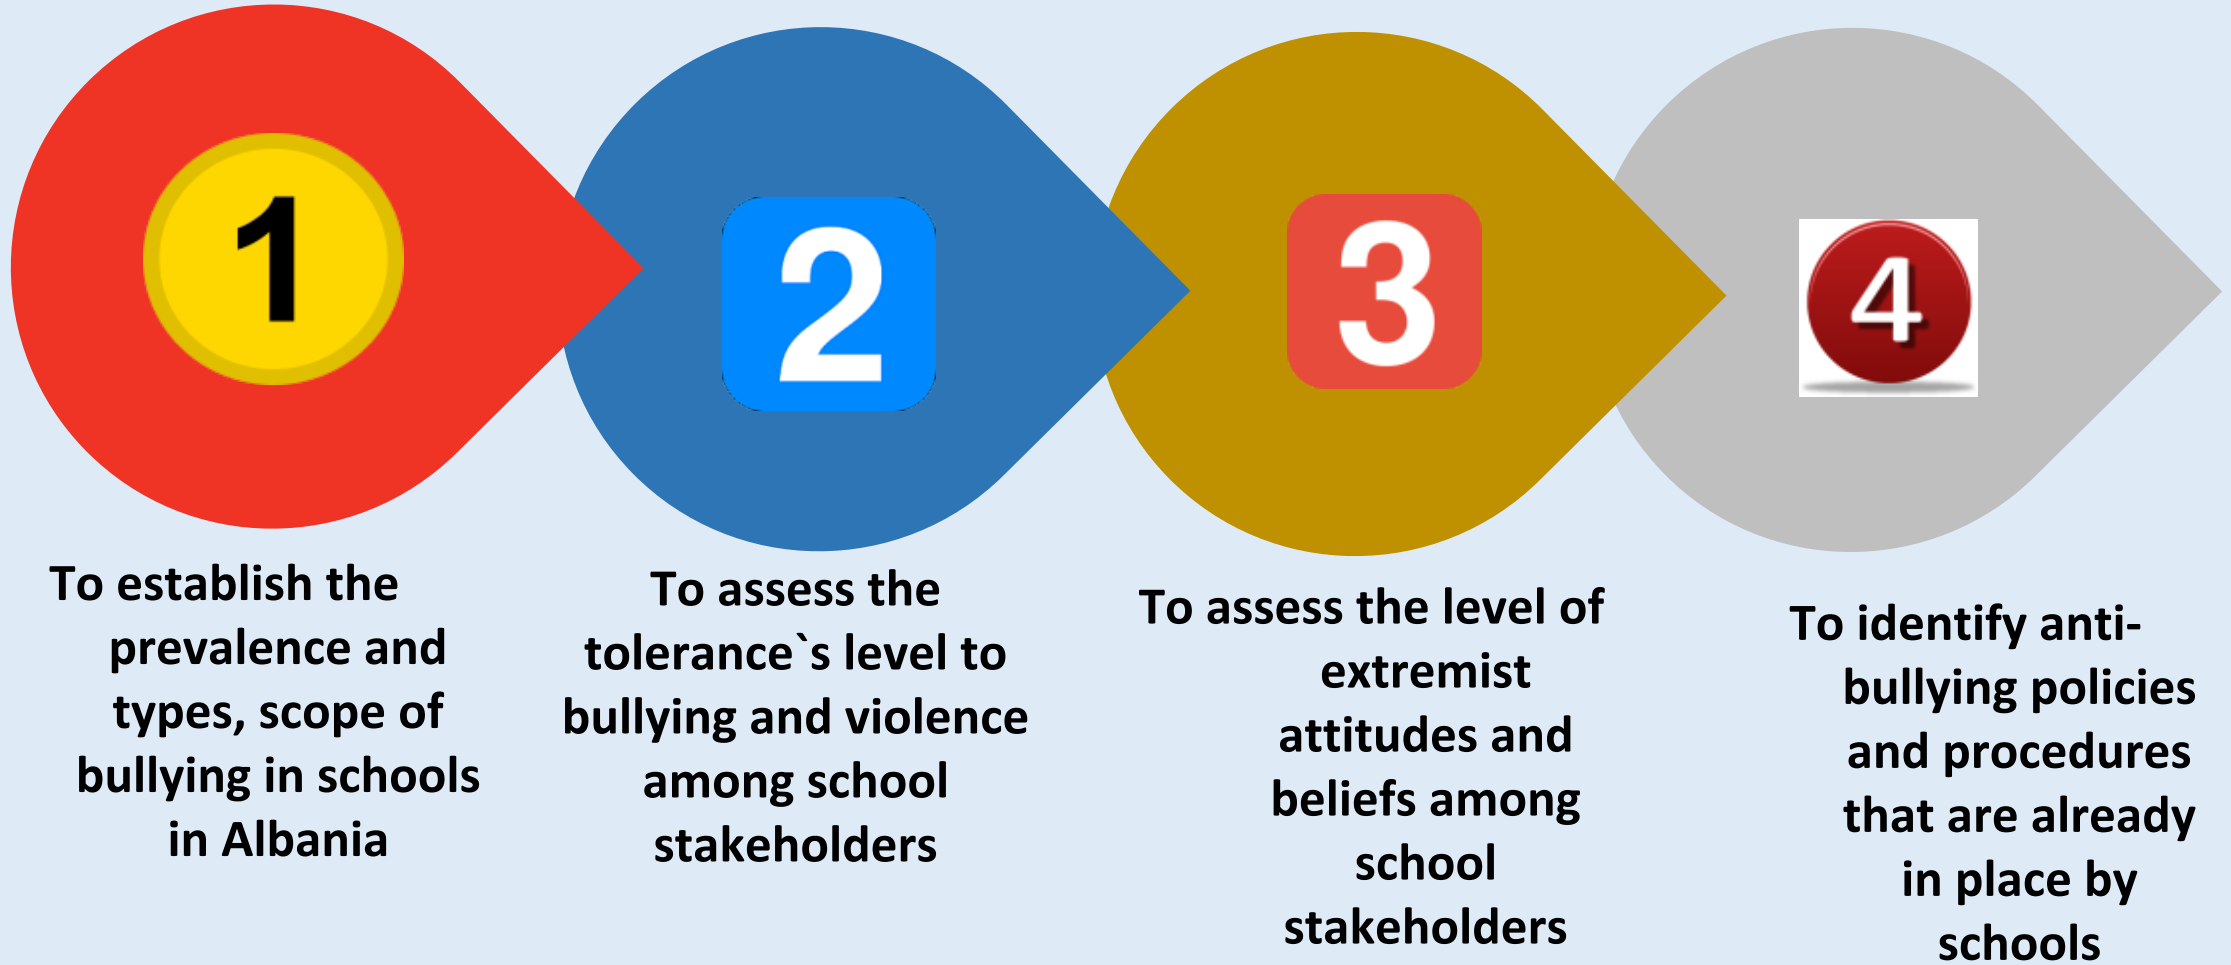 1
To establish the
prevalence and
types, scope of
bullying in schools
in Albania
2
To assess the
tolerance`s level to
bullying and violence
among school
stakeholders
3
To assess the level of
extremist
attitudes and
beliefs among
school
stakeholders
4
To identify anti-
bullying policies
and procedures
that are already
in place by
schools